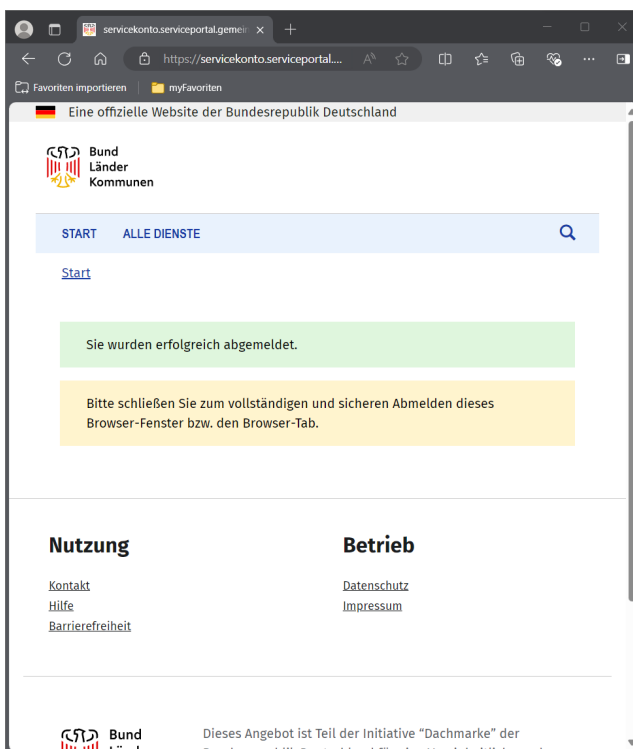 servicekonto.serviceportal.gemein
https://servicekonto.serviceportal....
Favoriten importieren
myFavoriten
Eine offizielle Website der Bundesrepublik Deutschland
Bund
Länder
Kommunen
START ALLE DIENSTE
Start
Sie wurden erfolgreich abgemeldet.
Bitte schließen Sie zum vollständigen und sicheren Abmelden dieses
Browser-Fenster bzw. den Browser-Tab.
Nutzung
Kontakt
Hilfe
Barrierefreiheit
Betrieb
Datenschutz
Impressum
Bund
Dieses Angebot ist Teil der Initiative “Dachmarke” der